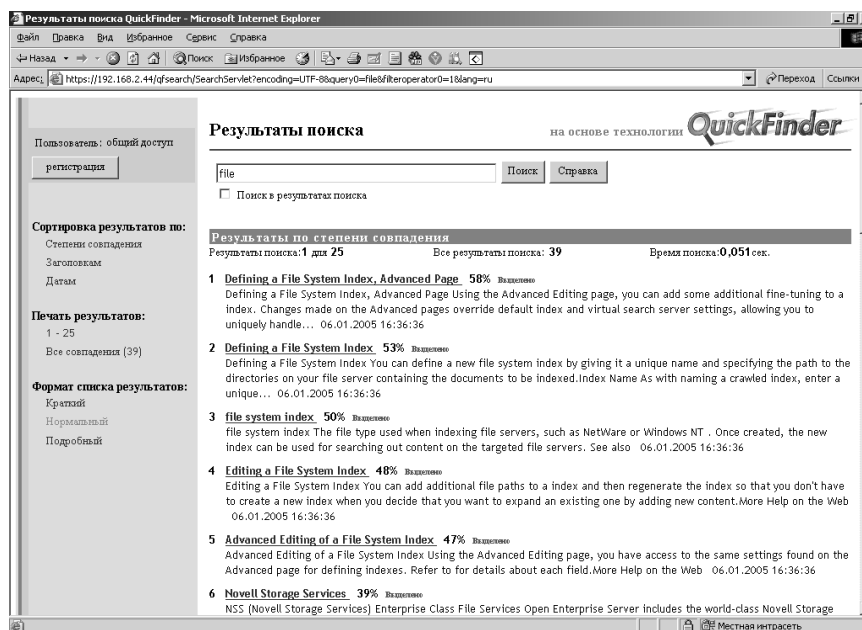 Результаты поиска QuickFinder - Microsoft Internet Explorer
Файл Правка Вид Избранное Сервис Справка
Назад Поиск Избранное
Адрес: https://192.168.2.44/qfsearch/SearchServlet?encoding=UTF-8&query0=file&filteroperator0=1&lang=ru Переход Ссылки
Пользователь: общий доступ
регистрация
Сортировка результатов по:
Степени совпадения
Заголовкам
Датам
Печать результатов:
1 - 25
Все совпадения (39)
Формат списка результатов:
Краткий
Нормальный
Подробный
Результаты поиска на основе технологии QuickFinder
file Поиск Справка
Поиск в результатах поиска
Результаты по степени совпадения
Результаты поиска:1 для 25 Все результаты поиска: 39 Время поиска:0,051 сек.
1 Defining a File System Index, Advanced Page 58% Выделено
Defining a File System Index, Advanced Page Using the Advanced Editing page, you can add some additional fine-tuning to a
index. Changes made on the Advanced pages override default index and virtual search server settings, allowing you to
uniquely handle... 06.01.2005 16:36:36
2 Defining a File System Index 53% Выделено
Defining a File System Index You can define a new file system index by giving it a unique name and specifying the path to the
directories on your file server containing the documents to be indexed.Index Name As with naming a crawled index, enter a
unique... 06.01.2005 16:36:36
3 file system index 50% Выделено
file system index The file type used when indexing file servers, such as NetWare or Windows NT . Once created, the new
index can be used for searching out content on the targeted file servers. See also 06.01.2005 16:36:36
4 Editing a File System Index 48% Выделено
Editing a File System Index You can add additional file paths to a index and then regenerate the index so that you don't have
to create a new index when you decide that you want to expand an existing one by adding new content.More Help on the Web
06.01.2005 16:36:36
5 Advanced Editing of a File System Index 47% Выделено
Advanced Editing of a File System Index Using the Advanced Editing page, you have access to the same settings found on the
Advanced page for defining indexes. Refer to for details about each field.More Help on the Web 06.01.2005 16:36:36
6 Novell Storage Services 39% Выделено
NSS (Novell Storage Services) Enterprise Class File Services Open Enterprise Server includes the world-class Novell Storage
Местная интрасеть